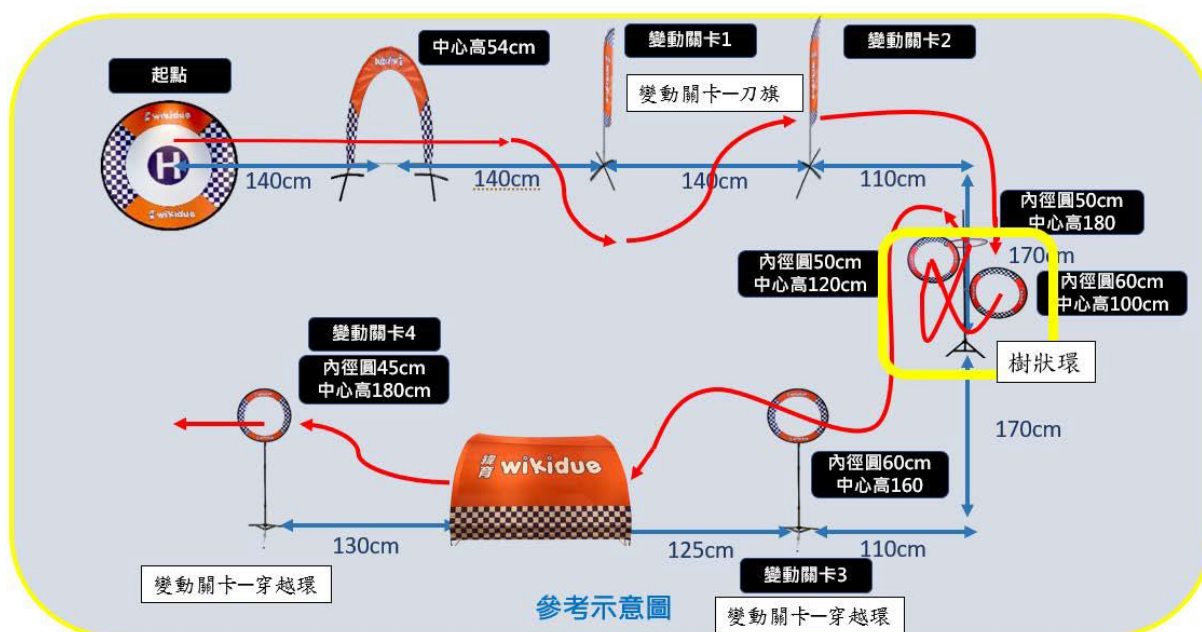 起點
中心高54cm
變動關卡1
變動關卡2
變動關卡—刀旗
wikidue
H
wikidue
140cm
140cm
140cm
110cm
內徑圓50cm
中心高180
170cm
內徑圓50cm
中心高120cm
內徑圓60cm
中心高100cm
樹狀環
170cm
變動關卡4
內徑圓45cm
中心高180cm
緯育 wikidue
內徑圓60cm
中心高160
130cm
125cm
110cm
變動關卡—穿越環
變動關卡3
變動關卡—穿越環
參考示意圖